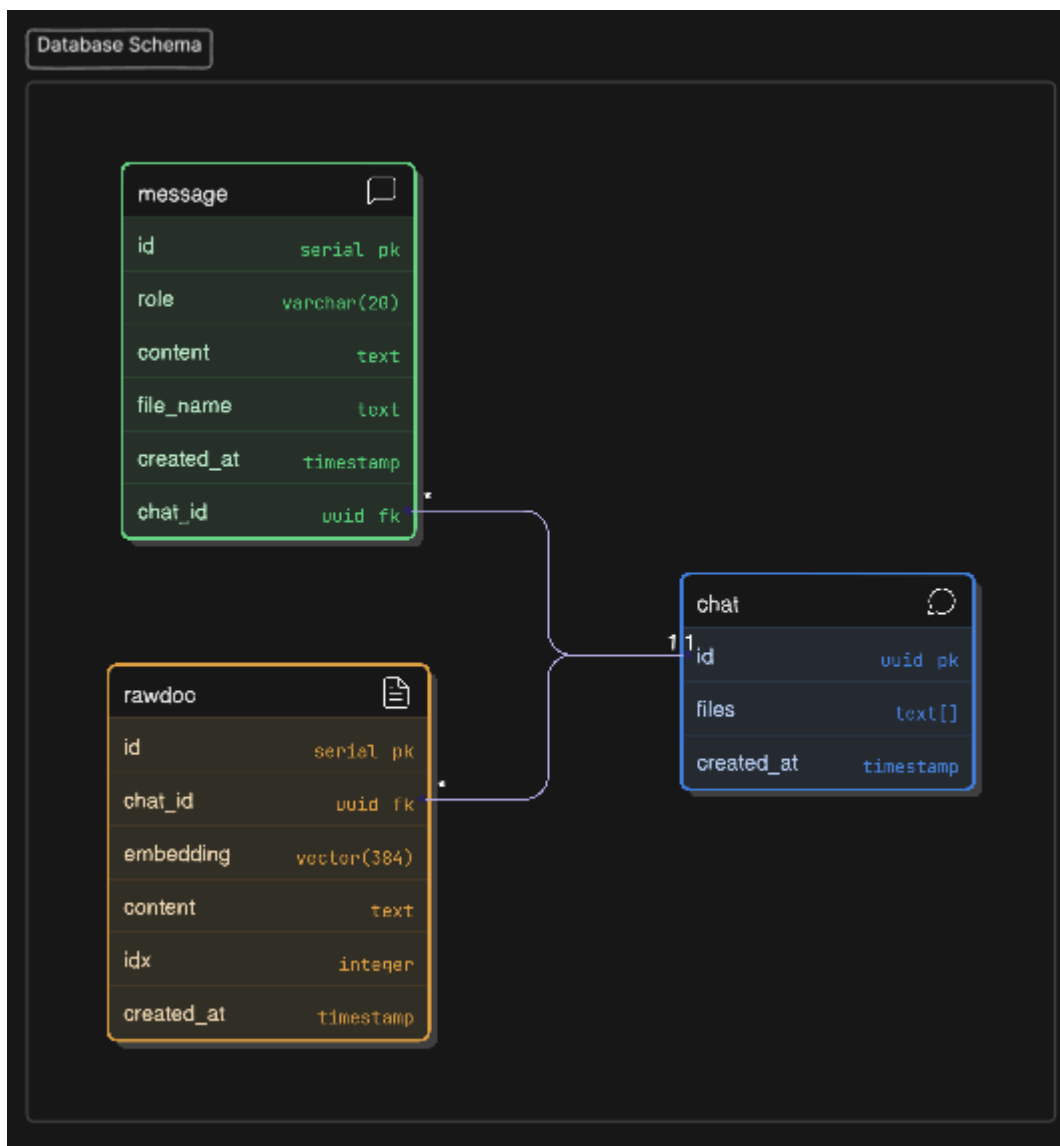 Database Schema
message
id serial pk
role varchar(20)
content text
file_name text
created_at timestamp
chat_id uuid fk
*
chat
1 1
id uuid pk
files text[]
created_at timestamp
rawdoc
id serial pk
chat_id uuid fk
*
embedding vector(384)
content text
idx integer
created_at timestamp